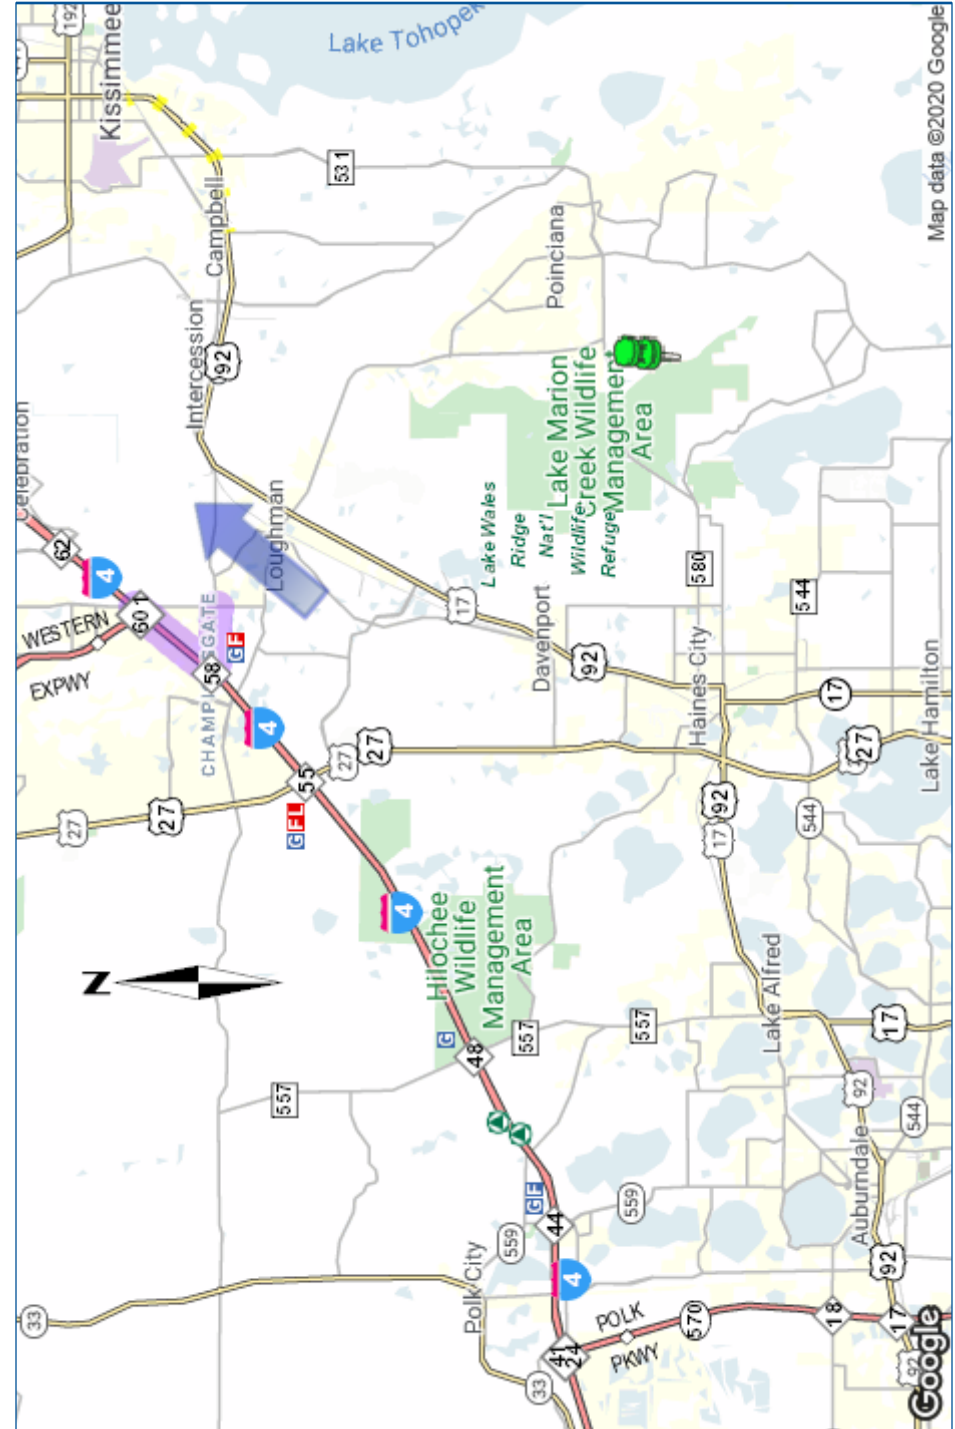 33
27
WESTERN
EXPWY
Celebration
192
62
4
27
N
60 1
Kissimmee
CHAMPIONSGATE
58
GF
Intercession
Campbell
92
4
557
Loughman
GFL
55
27
27
531
Lake Tohopek
4
Hilochee
Wildlife
Management
Area
G
48
17
Lake Wales
Ridge
Nat'l
Wildlife
Refuge
Polk City
559
GF
557
Davenport
Poinciana
Lake Marion
Creek Wildlife
Management
Area
33
41
24
4
44
92
PKWY
POLK
559
557
570
Haines City
580
17
92
Lake Alfred
544
544
18
17
Auburndale
92
27
92
17
17
92
544
Lake Hamilton
Google
Map data ©2020 Google